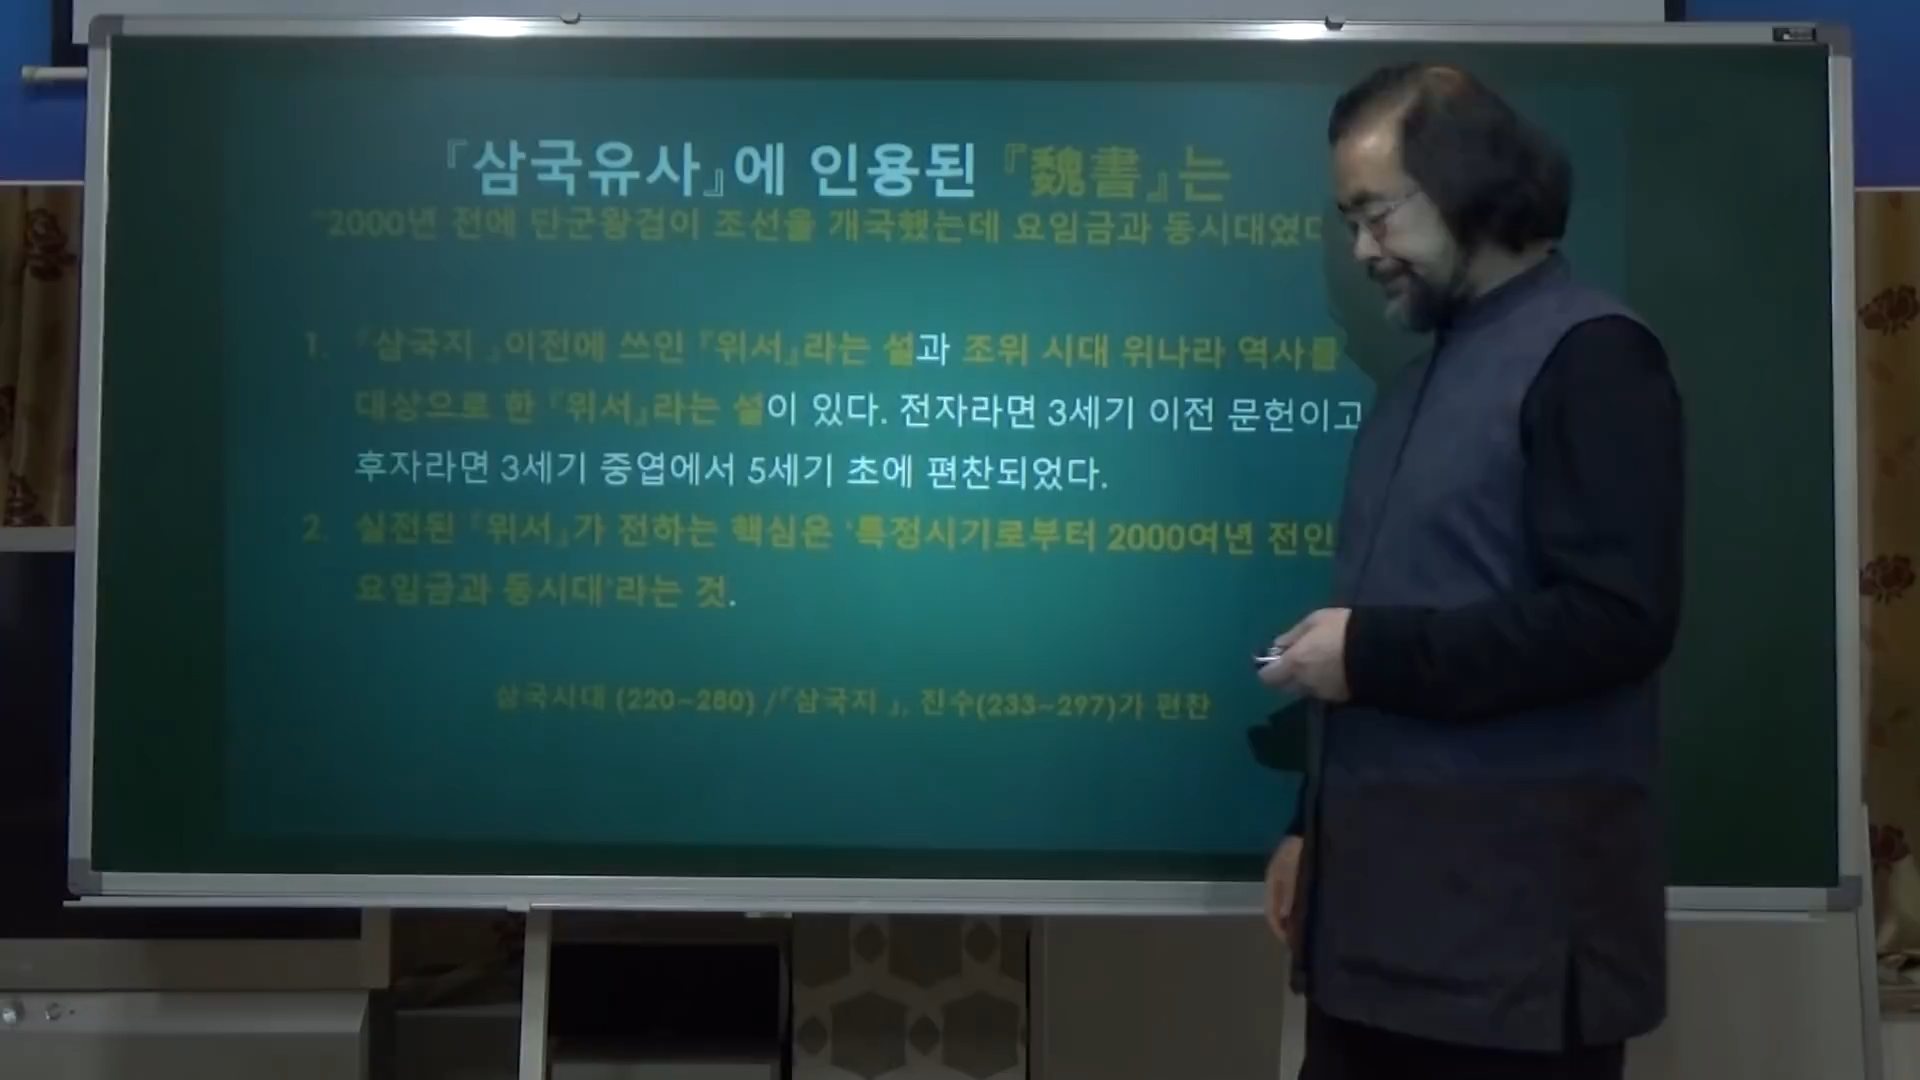 『삼국유사』에 인용된 『魏書』는
"2000년 전에 단군왕검이 조선을 개국했는데 요임금과 동시대였다
1. 『삼국지 』이전에 쓰인 『위서』라는 설과 조위 시대 위나라 역사를
대상으로 한 『위서』라는 설이 있다. 전자라면 3세기 이전 문헌이고
후자라면 3세기 중엽에서 5세기 초에 편찬되었다.
2. 실전된 『위서』가 전하는 핵심은 '특정시기로부터 2000여년 전인
요임금과 동시대'라는 것.
삼국시대 (220~280) /『삼국지 』, 진수(233~297)가 편찬